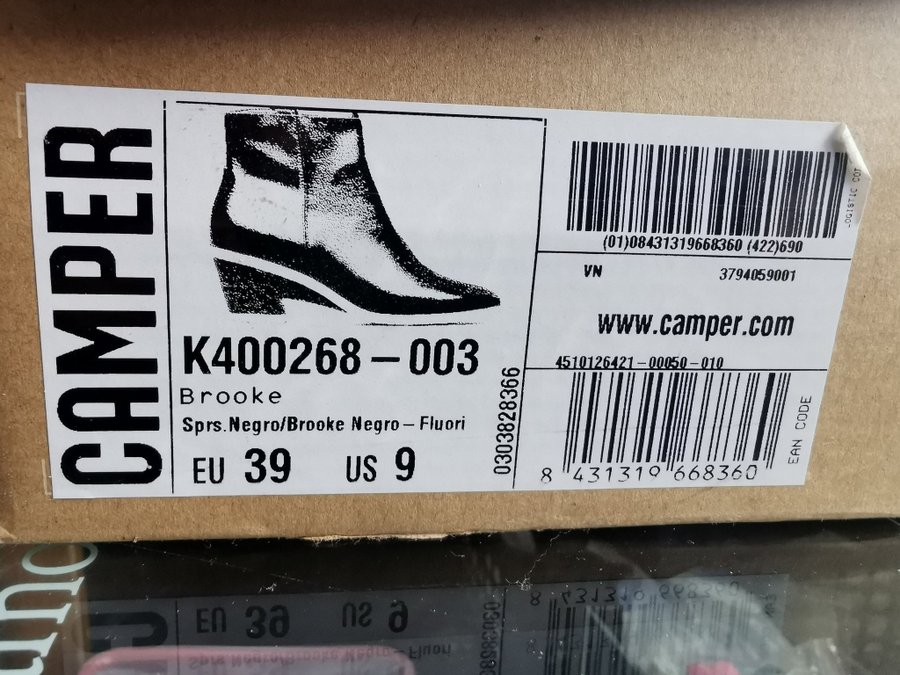 CAMPER
K400268-003
Brooke
Sprs.Negro/Brooke Negro-Fluori
EU 39 US 9
0303828366
(01)08431319668360 (422)690
VN 3794059001
www.camper.com
4510126421-00050-010
8 431319 668360
EAN CODE